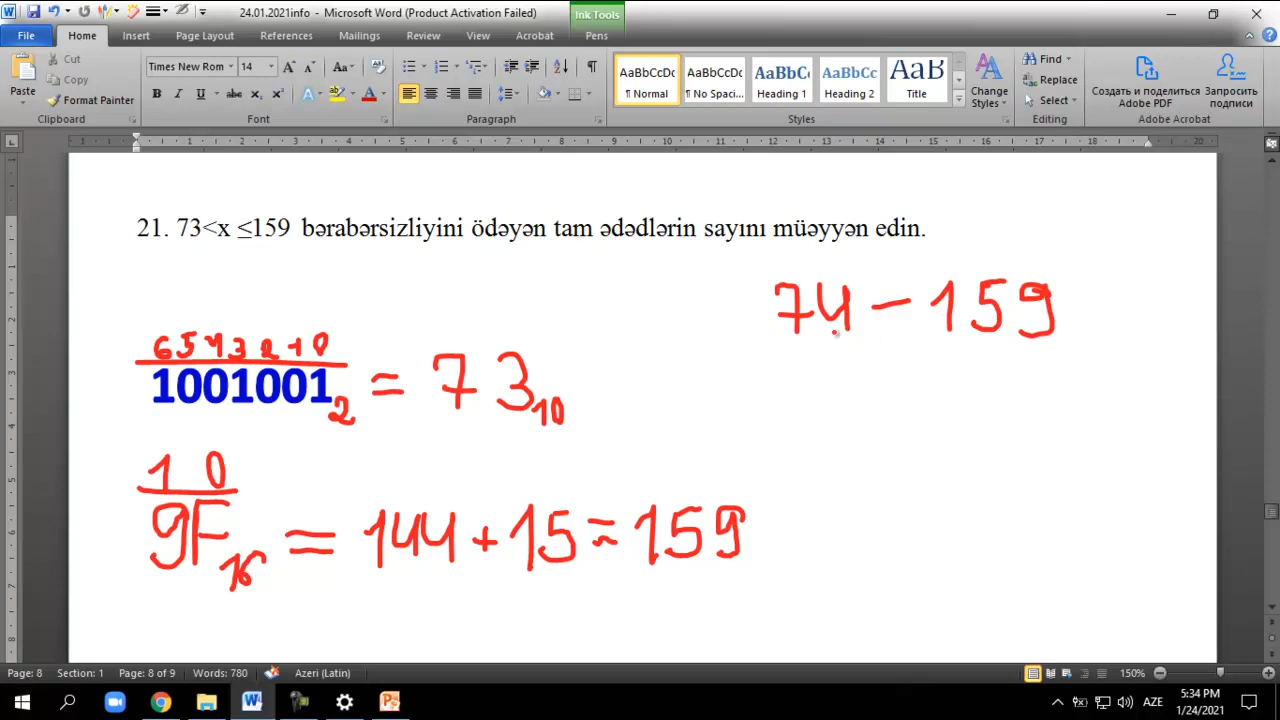 24.01.2021info - Microsoft Word (Product Activation Failed)
Ink Tools
File Home Insert Page Layout References Mailings Review View Acrobat Pens
Paste
Cut
Copy
Format Painter
Clipboard
Times New Rom 14
Font
Paragraph
AaBbCcDc AaBbCcDc AaBbCc AaBbCc AaB
¶ Normal ¶ No Spaci... Heading 1 Heading 2 Title
Change Styles
Styles
Find
Replace
Select
Editing
Создать и поделиться Adobe PDF
Запросить подписи
Adobe Acrobat
21. 73<x ≤159 bərabərsizliyini ödəyən tam ədədlərin sayını müəyyən edin.
74 – 159
6 5 4 3 2 1 0
1001001₂ = 73₁₀
1 0
9F₁₆ = 144 + 15 = 159
Page: 8 Section: 1 Page: 8 of 9 Words: 780 Azeri (Latin) 150%
AZE
5:34 PM
1/24/2021